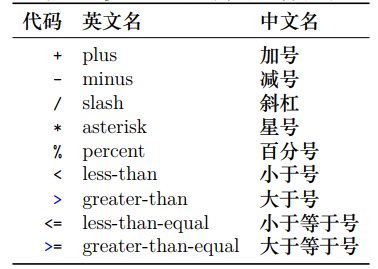 代码 英文名 中文名
+ plus 加号
- minus 减号
/ slash 斜杠
* asterisk 星号
% percent 百分号
< less-than 小于号
> greater-than 大于号
<= less-than-equal 小于等于号
>= greater-than-equal 大于等于号